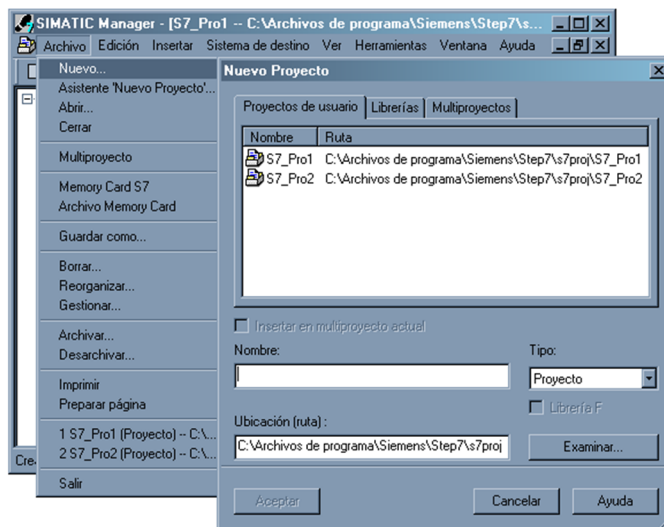 SIMATIC Manager - [S7_Pro1 -- C:\Archivos de programa\Siemens\Step7\s...
Archivo Edición Insertar Sistema de destino Ver Herramientas Ventana Ayuda
Nuevo...
Asistente 'Nuevo Proyecto'...
Abrir...
Cerrar
Multiproyecto
Memory Card S7
Archivo Memory Card
Guardar como...
Borrar...
Reorganizar...
Gestionar...
Archivar...
Desarchivar...
Imprimir
Preparar página
1 S7_Pro1 (Proyecto) -- C:\...
2 S7_Pro2 (Proyecto) -- C:\...
Salir
Cre
Nuevo Proyecto
Proyectos de usuario Librerías Multiproyectos
Nombre Ruta
S7_Pro1 C:\Archivos de programa\Siemens\Step7\s7proj\S7_Pro1
S7_Pro2 C:\Archivos de programa\Siemens\Step7\s7proj\S7_Pro2
Insertar en multiproyecto actual
Nombre: Tipo:
Proyecto
Librería F
Ubicación (ruta) :
C:\Archivos de programa\Siemens\Step7\s7proj Examinar...
Aceptar Cancelar Ayuda